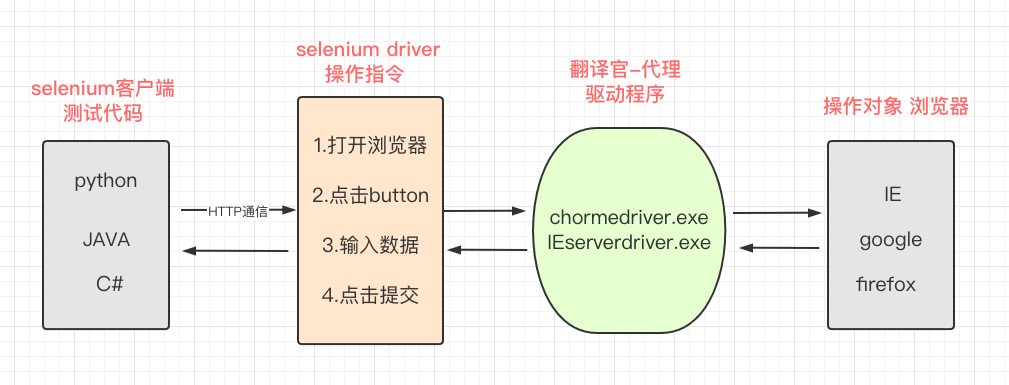 selenium客户端
测试代码
python
JAVA
C#
HTTP通信
selenium driver
操作指令
1.打开浏览器
2.点击button
3.输入数据
4.点击提交
翻译官-代理
驱动程序
chormedriver.exe
IEserverdriver.exe
操作对象 浏览器
IE
google
firefox